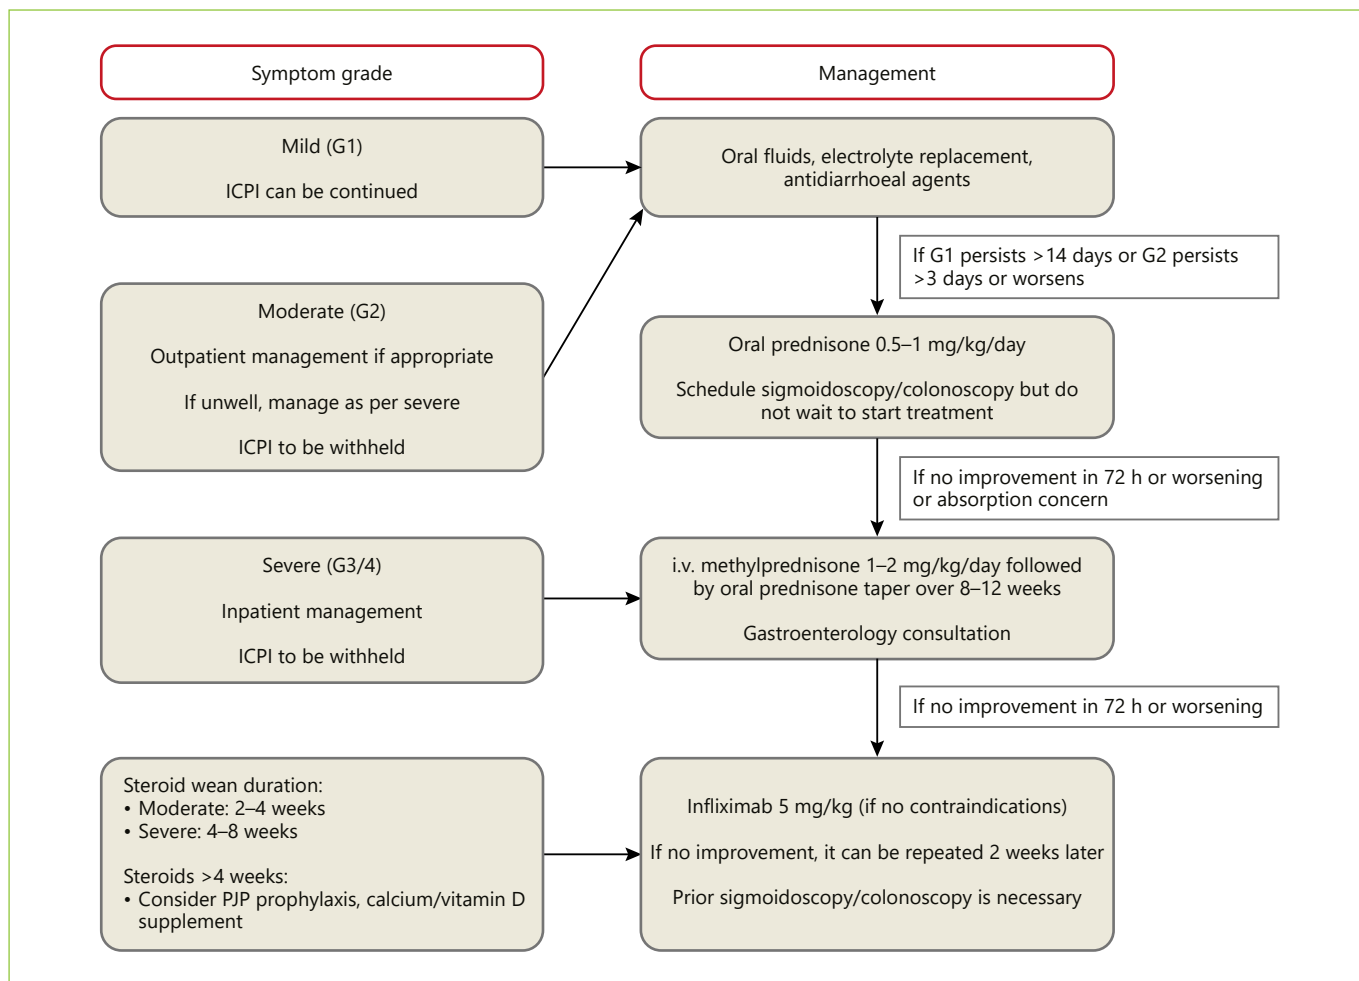 Symptom grade
Management
Mild (G1)
ICPI can be continued
Oral fluids, electrolyte replacement,
antidiarrhoeal agents
If G1 persists >14 days or G2 persists
>3 days or worsens
Moderate (G2)
Outpatient management if appropriate
If unwell, manage as per severe
ICPI to be withheld
Oral prednisone 0.5–1 mg/kg/day
Schedule sigmoidoscopy/colonoscopy but do
not wait to start treatment
If no improvement in 72 h or worsening
or absorption concern
Severe (G3/4)
Inpatient management
ICPI to be withheld
i.v. methylprednisone 1–2 mg/kg/day followed
by oral prednisone taper over 8–12 weeks
Gastroenterology consultation
If no improvement in 72 h or worsening
Steroid wean duration:
• Moderate: 2–4 weeks
• Severe: 4–8 weeks
Steroids >4 weeks:
• Consider PJP prophylaxis, calcium/vitamin D
supplement
Infliximab 5 mg/kg (if no contraindications)
If no improvement, it can be repeated 2 weeks later
Prior sigmoidoscopy/colonoscopy is necessary